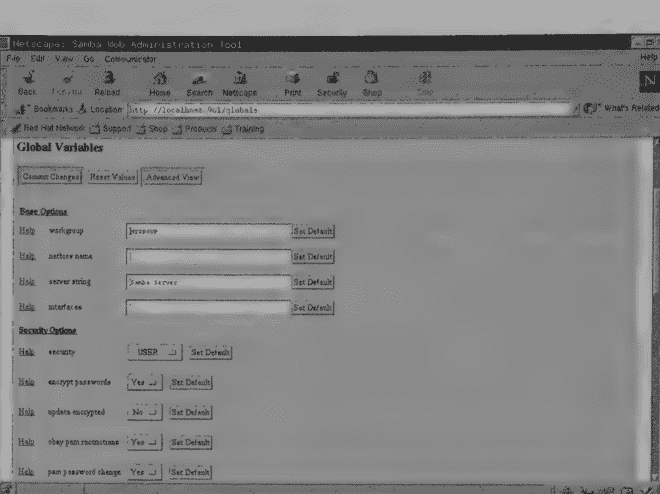 Netscape: Samba Web Administration Tool
File Edit View Go Communicator Help
Back Reload Home Search Netscape Print Security Shop Stop
Bookmarks Location: http://localhost:901/globals What's Related
Red Hat Network Support Shop Products Training
Global Variables
Commit Changes Reset Values Advanced View
Base Options
Help workgroup Set Default
Help netbios name Set Default
Help server string Samba Server Set Default
Help interfaces Set Default
Security Options
Help security USER Set Default
Help encrypt passwords Yes Set Default
Help update encrypted No Set Default
Help obey pam restrictions Yes Set Default
Help pam password change Yes Set Default